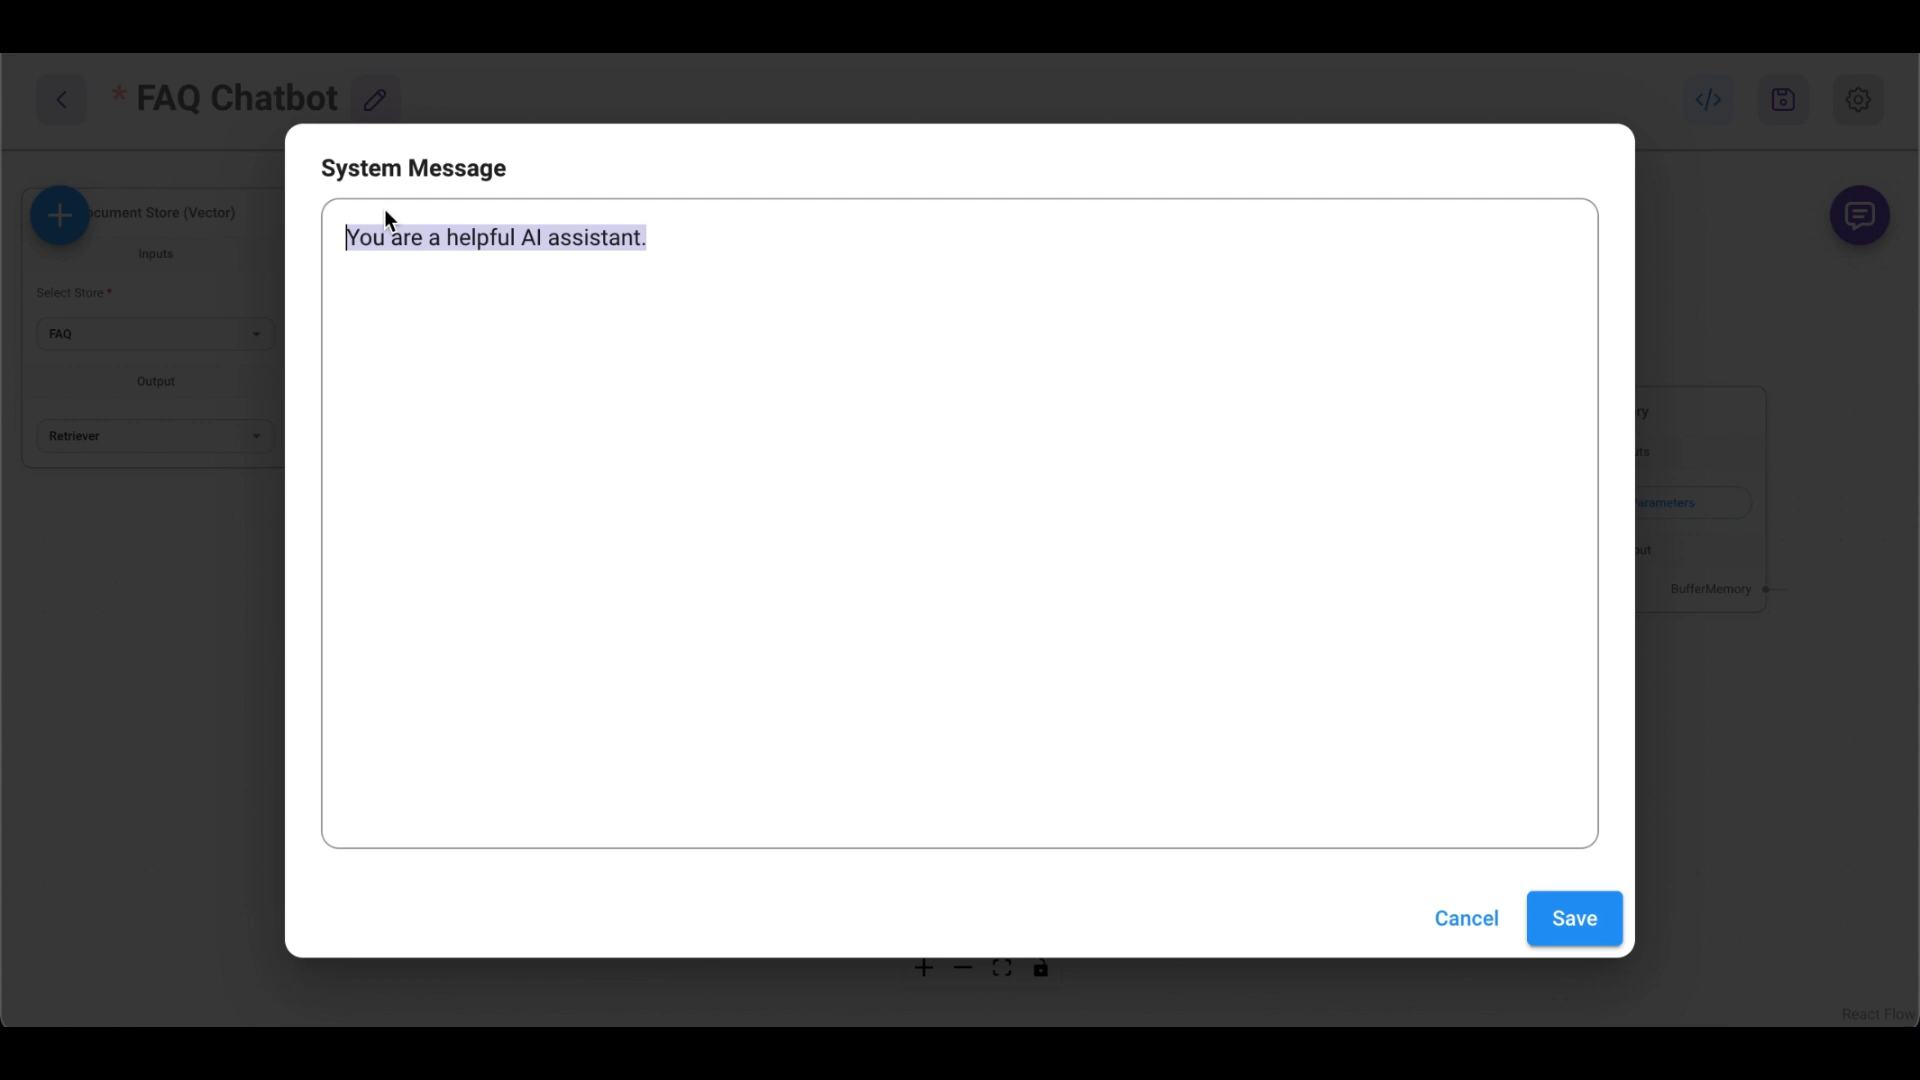 * FAQ Chatbot
</>
System Message
You are a helpful AI assistant.
ocument Store (Vector)
Inputs
Select Store *
FAQ
Output
Retriever
ry
uts
arameters
out
BufferMemory
Cancel
Save
React Flow